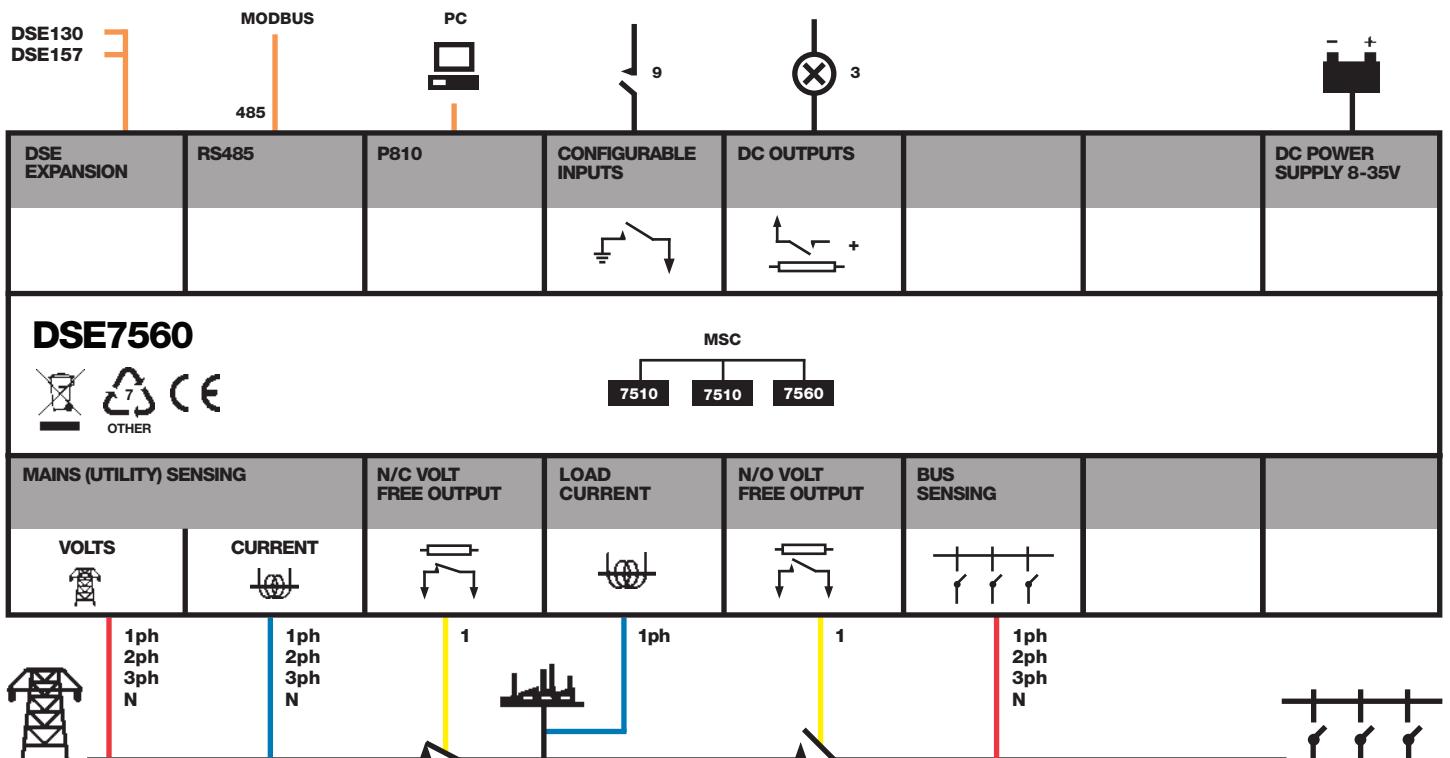 DSE130
DSE157
MODBUS
485
PC
9
3
- +
DSE
EXPANSION
RS485
P810
CONFIGURABLE
INPUTS
DC OUTPUTS
DC POWER
SUPPLY 8-35V
+
DSE7560
7
OTHER
CE
MSC
7510
7510
7560
MAINS (UTILITY) SENSING
N/C VOLT
FREE OUTPUT
LOAD
CURRENT
N/O VOLT
FREE OUTPUT
BUS
SENSING
VOLTS
CURRENT
1ph
2ph
3ph
N
1ph
2ph
3ph
N
1
1ph
1
1ph
2ph
3ph
N